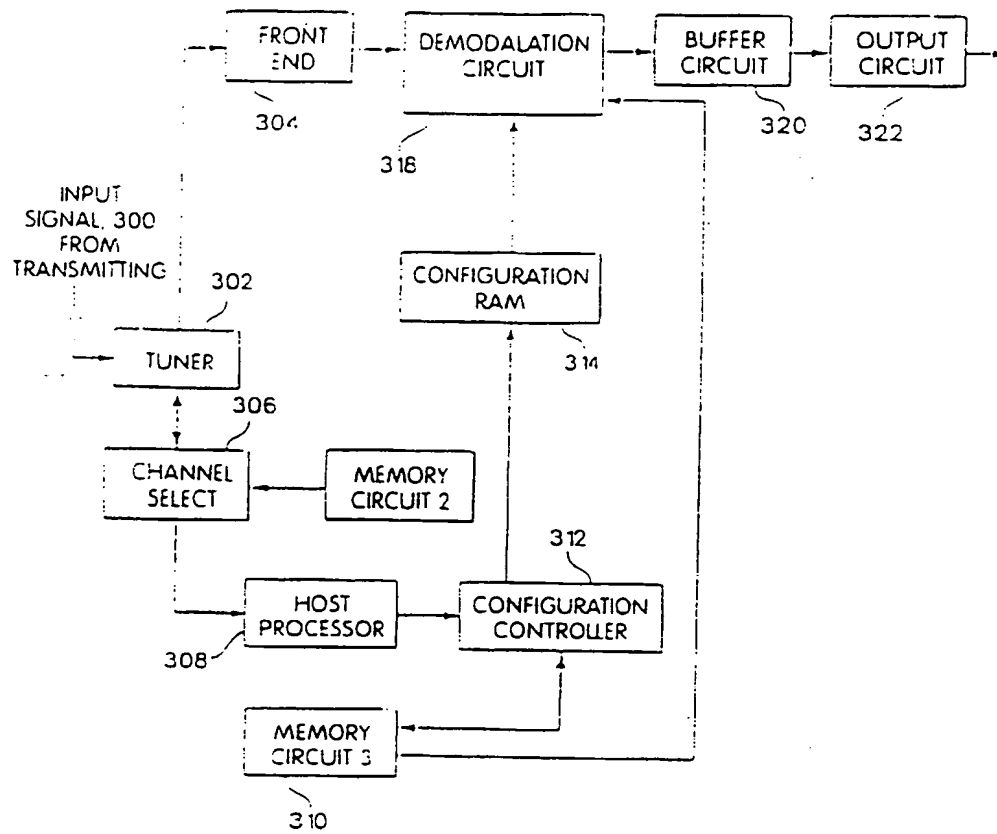 FRONT
END
304
DEMODALATION
CIRCUIT
318
BUFFER
CIRCUIT
320
OUTPUT
CIRCUIT
322
INPUT
SIGNAL, 300
FROM
TRANSMITTING
302
TUNER
CONFIGURATION
RAM
314
306
CHANNEL
SELECT
MEMORY
CIRCUIT 2
312
HOST
PROCESSOR
308
CONFIGURATION
CONTROLLER
MEMORY
CIRCUIT 3
310